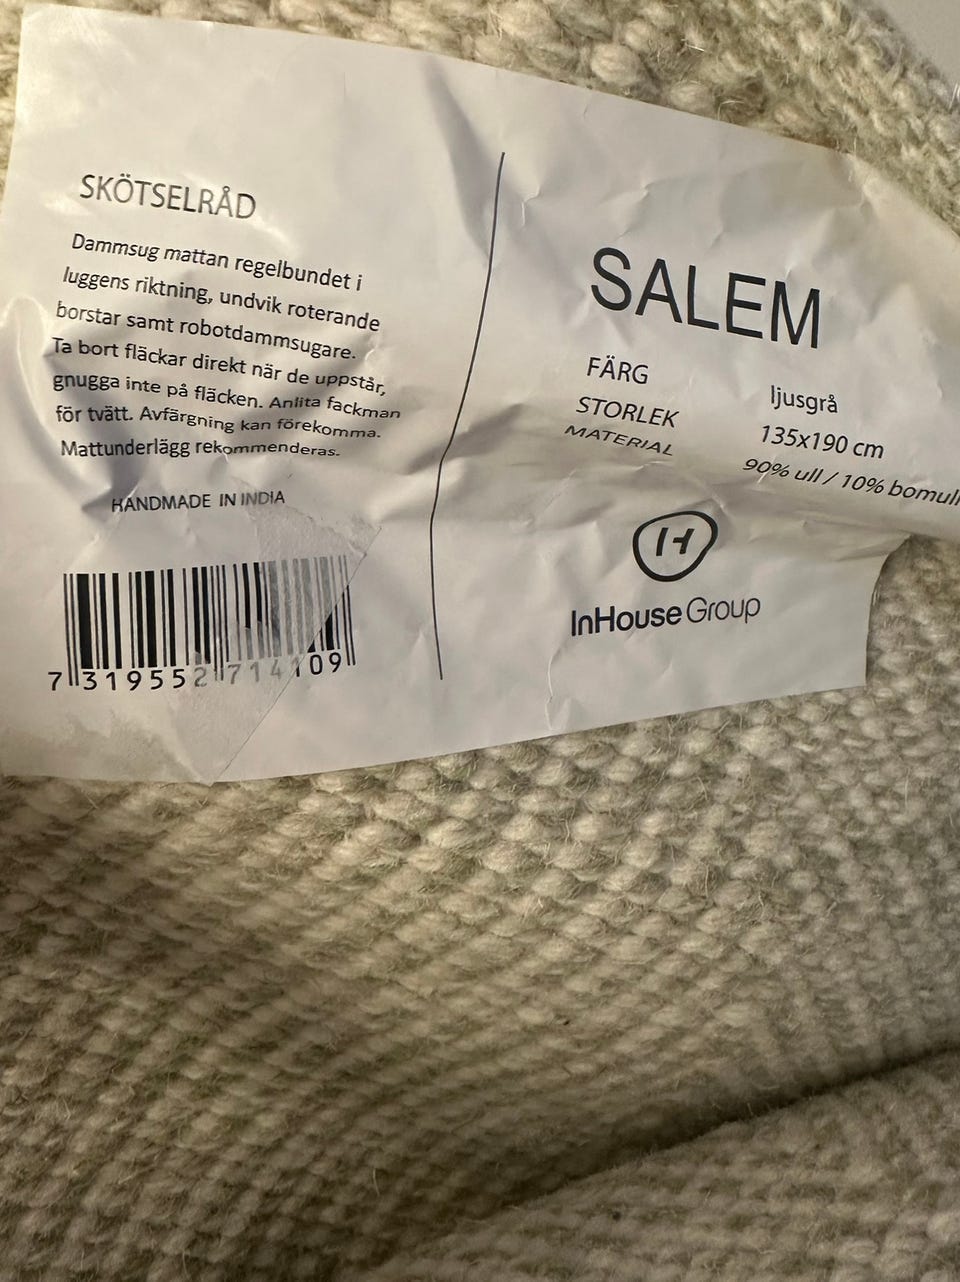 SKÖTSELRÅD
Dammsug mattan regelbundet i
luggens riktning, undvik roterande
borstar samt robotdammsugare.
Ta bort fläckar direkt när de uppstår,
gnugga inte på fläcken. Anlita fackman
för tvätt. Avfärgning kan förekomma.
Mattunderlägg rekommenderas.
HANDMADE IN INDIA
7 319552 714109
SALEM
FÄRG ljusgrå
STORLEK 135x190 cm
MATERIAL 90% ull / 10% bomull
H
InHouse Group